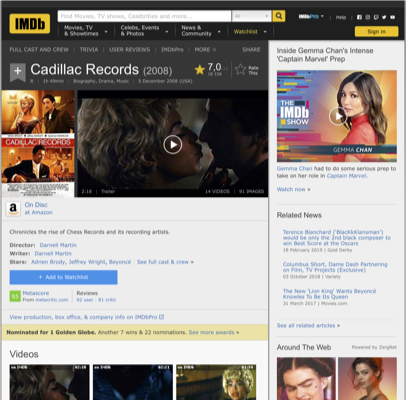 IMDb
Find Movies, TV shows, Celebrities and more...
All
IMDbPro
Help
Movies, TV & Showtimes
Celebs, Events & Photos
News & Community
Watchlist
Sign in
FULL CAST AND CREW | TRIVIA | USER REVIEWS | IMDbPro | MORE
SHARE
Cadillac Records (2008)
7,0
Rate This
R | 1h 49min | Biography, Drama, Music | 5 December 2008 (USA)
CADILLAC RECORDS
2:18 | Trailer
14 VIDEOS | 91 IMAGES
On Disc
at Amazon
Chronicles the rise of Chess Records and its recording artists.
Director: Darnell Martin
Writer: Darnell Martin
Stars: Adrien Brody, Jeffrey Wright, Beyoncé | See full cast & crew »
+ Add to Watchlist
65
Metascore
From metacritic.com
Reviews
92 user | 81 critic
View production, box office, & company info on IMDbPro
Nominated for 1 Golden Globe. Another 7 wins & 22 nominations. See more awards »
Videos
Inside Gemma Chan's Intense
'Captain Marvel' Prep
THE
IMDb
SHOW
GEMMA CHAN
Gemma Chan had to do some serious prep
to take on her role in Captain Marvel.
Watch now »
Related News
Terence Blanchard ('BlacKkKlansman')
would be only the 2nd black composer to
win Best Score at the Oscars
18 February 2019 | Gold Derby
Columbus Short, Dame Dash Partnering
on Film, TV Projects (Exclusive)
03 October 2018 | Variety
The New 'Lion King' Wants Beyoncé
Knowles To Be Its Queen
31 March 2017 | Movies.com
See all related articles »
Around The Web
Powered by ZergNet